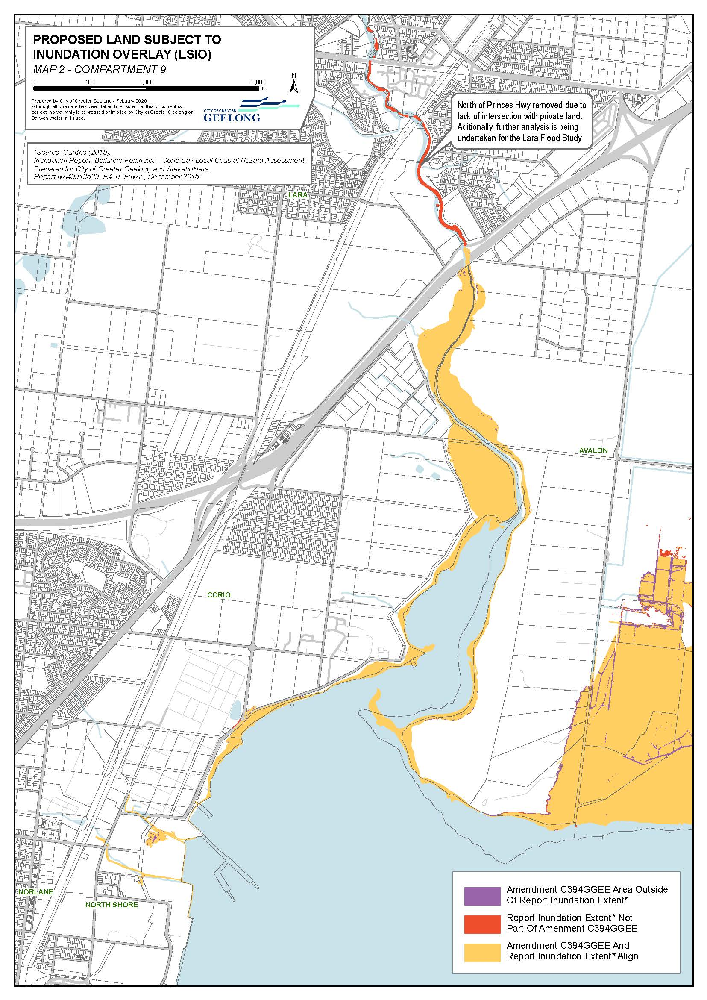 PROPOSED LAND SUBJECT TO
INUNDATION OVERLAY (LSIO)
MAP 2 - COMPARTMENT 9
0 500 1,000 2,000
m
N
Prepared by City of Greater Geelong - Febuary 2020
Although all due care has been taken to ensure that this document is
correct, no warranty is expressed or implied by City of Greater Geelong or
Barwon Water in its use.
CITY OF GREATER
GEELONG
*Source: Cardno (2015).
Inundation Report. Bellarine Peninsula - Corio Bay Local Coastal Hazard Assessment.
Prepared for City of Greater Geelong and Stakeholders.
Report NA49913529_R4_0_FINAL, December 2015
North of Princes Hwy removed due to
lack of intersection with private land.
Aditionally, further analysis is being
undertaken for the Lara Flood Study
LARA
AVALON
CORIO
NORLANE
NORTH SHORE
Amendment C394GGEE Area Outside
Of Report Inundation Extent*
Report Inundation Extent* Not
Part Of Amenment C394GGEE
Amendment C394GGEE And
Report Inundation Extent* Align